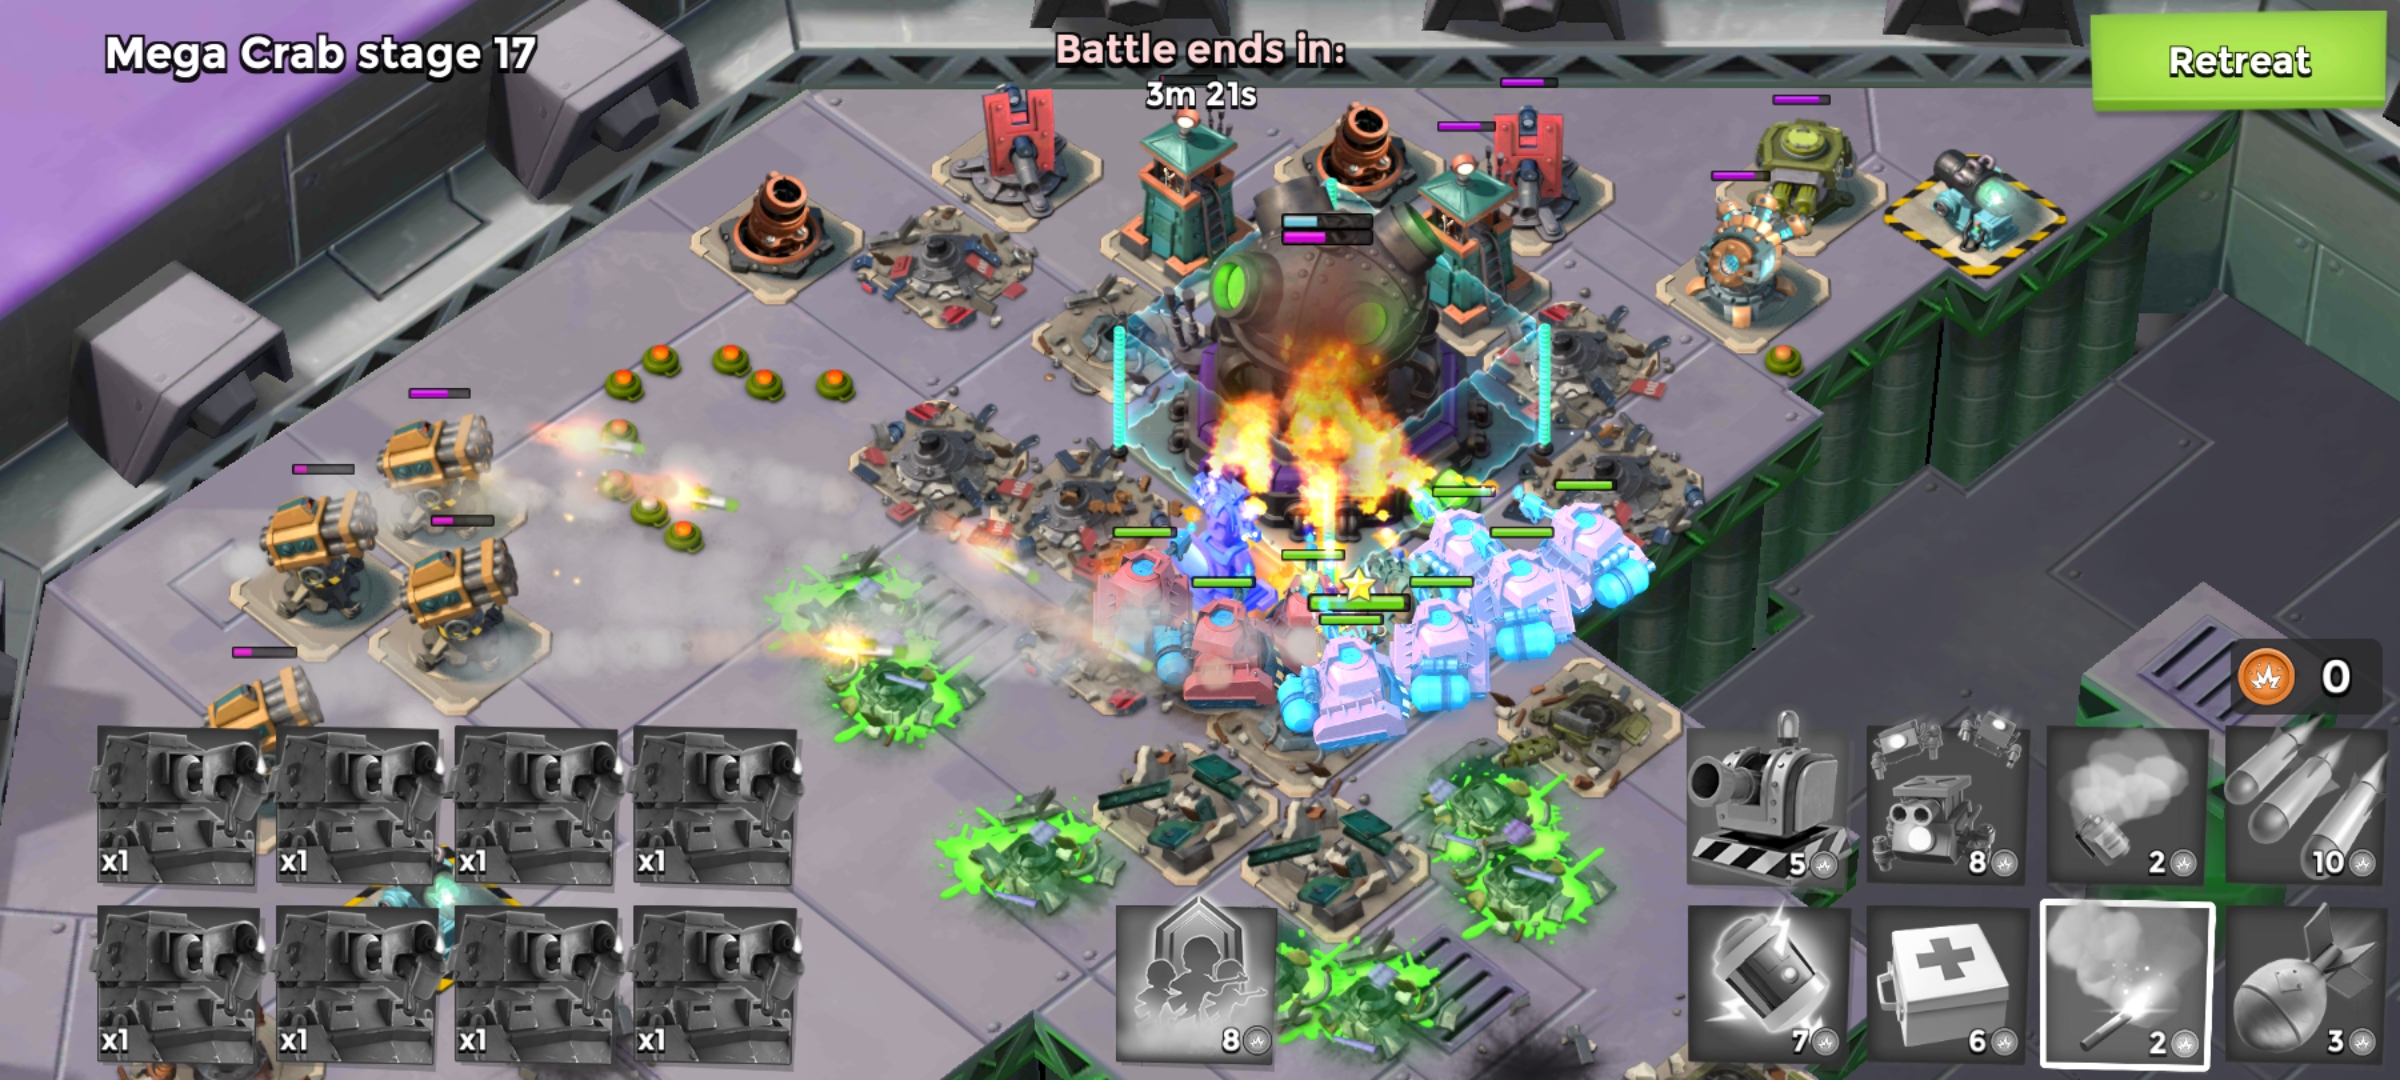 Mega Crab stage 17
Battle ends in:
3m 21s
Retreat
0
x1
x1
x1
x1
5
8
2
10
x1
x1
x1
x1
8
7
6
2
3